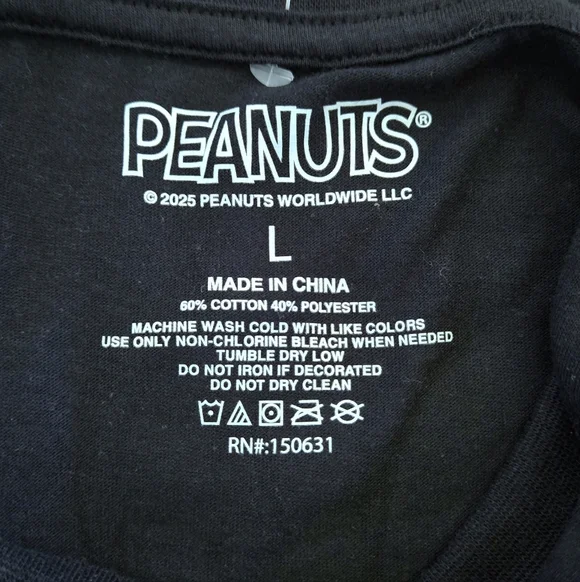 PEANUTS®
© 2025 PEANUTS WORLDWIDE LLC
L
MADE IN CHINA
60% COTTON 40% POLYESTER
MACHINE WASH COLD WITH LIKE COLORS
USE ONLY NON-CHLORINE BLEACH WHEN NEEDED
TUMBLE DRY LOW
DO NOT IRON IF DECORATED
DO NOT DRY CLEAN
RN#:150631